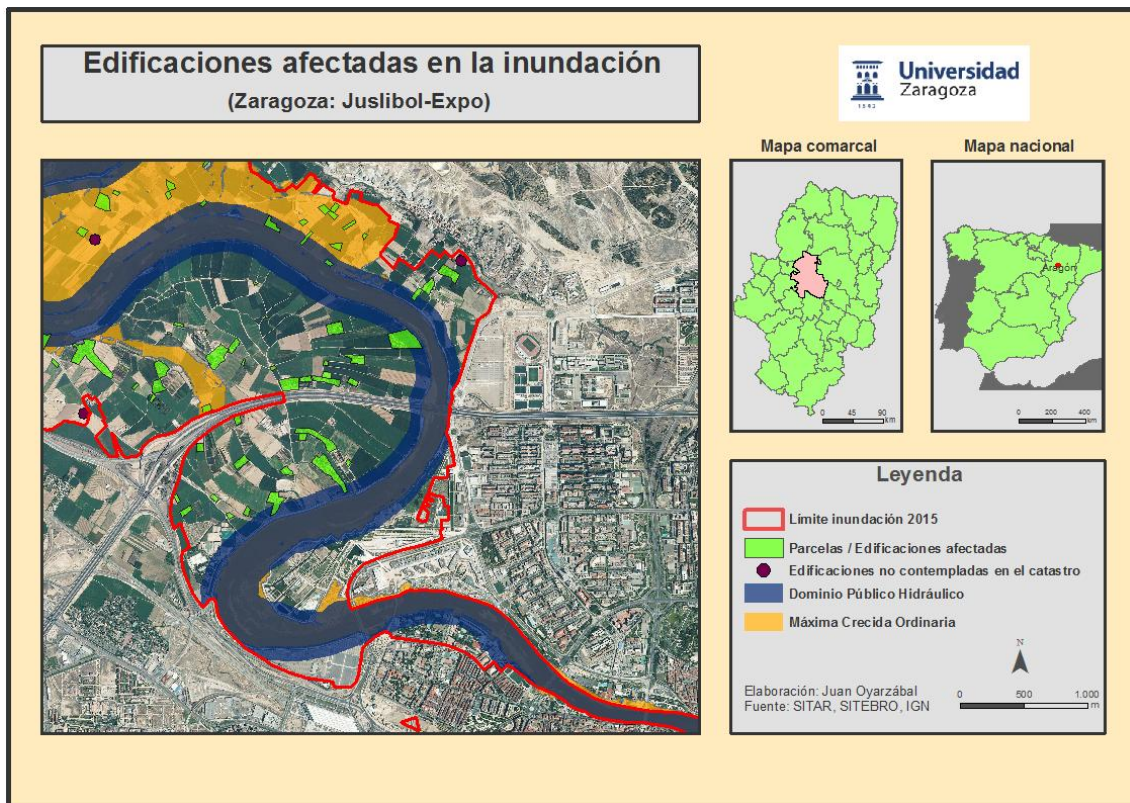 Edificaciones afectadas en la inundación
(Zaragoza: Juslibol-Expo)
Universidad
Zaragoza
1542
Mapa comarcal
0 45 90
km
Mapa nacional
Aragón
0 200 400
km
Leyenda
Límite inundación 2015
Parcelas / Edificaciones afectadas
Edificaciones no contempladas en el catastro
Dominio Público Hidráulico
Máxima Crecida Ordinaria
N
Elaboración: Juan Oyarzábal
Fuente: SITAR, SITEBRO, IGN
0 500 1.000
m